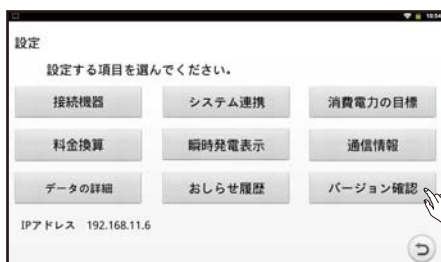 10:54
設定
設定する項目を選んでください。
接続機器 システム連携 消費電力の目標
料金換算 瞬時発電表示 通信情報
データの詳細 おしらせ履歴 バージョン確認
IPアドレス 192.168.11.6